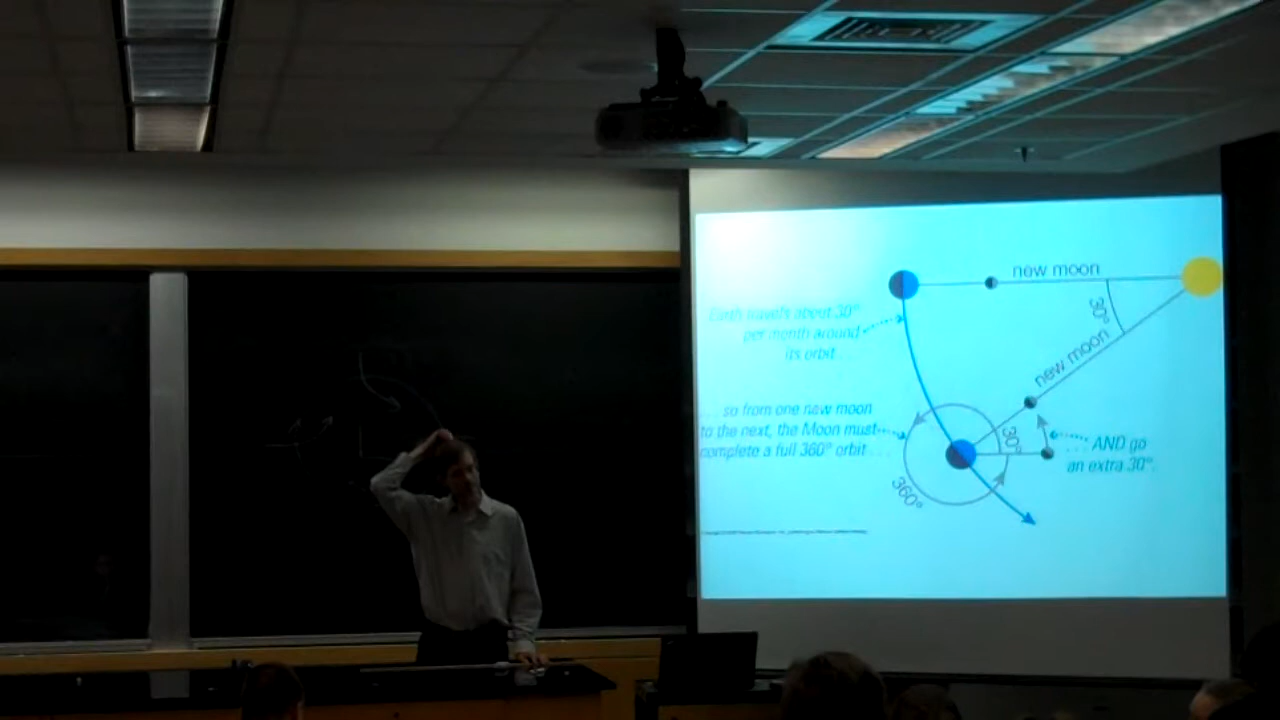 new moon
30°
Earth travels about 30°
per month around
its orbit . . .
new moon
. . . so from one new moon
to the next, the Moon must
complete a full 360° orbit . . .
30°
. . . AND go
an extra 30°.
360°